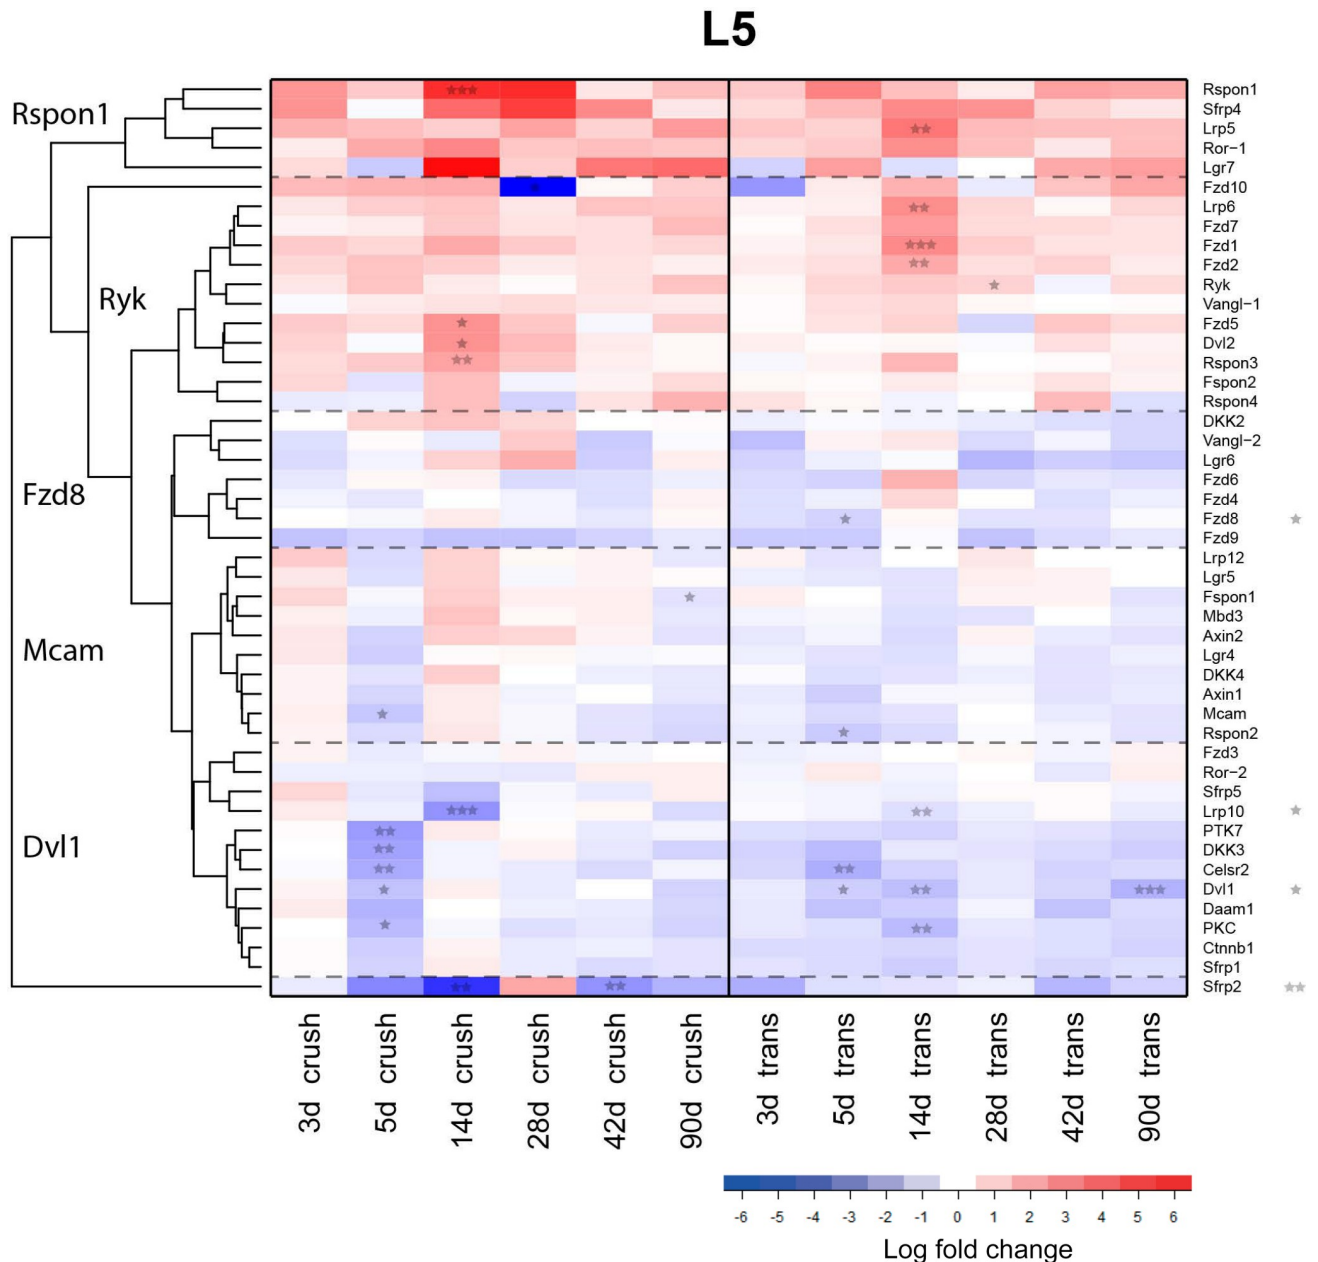 L5
Rspon1
Ryk
Fzd8
Mcam
Dvl1
Rspon1
Sfrp4
Lrp5
Ror-1
Lgr7
Fzd10
Lrp6
Fzd7
Fzd1
Fzd2
Ryk
Vangl-1
Fzd5
Dvl2
Rspon3
Fspon2
Rspon4
DKK2
Vangl-2
Lgr6
Fzd6
Fzd4
Fzd8
Fzd9
Lrp12
Lgr5
Fspon1
Mbd3
Axin2
Lgr4
DKK4
Axin1
Mcam
Rspon2
Fzd3
Ror-2
Sfrp5
Lrp10
PTK7
DKK3
Celsr2
Dvl1
Daam1
PKC
Ctnnb1
Sfrp1
Sfrp2
3d crush
5d crush
14d crush
28d crush
42d crush
90d crush
3d trans
5d trans
14d trans
28d trans
42d trans
90d trans
-6 -5 -4 -3 -2 -1 0 1 2 3 4 5 6
Log fold change